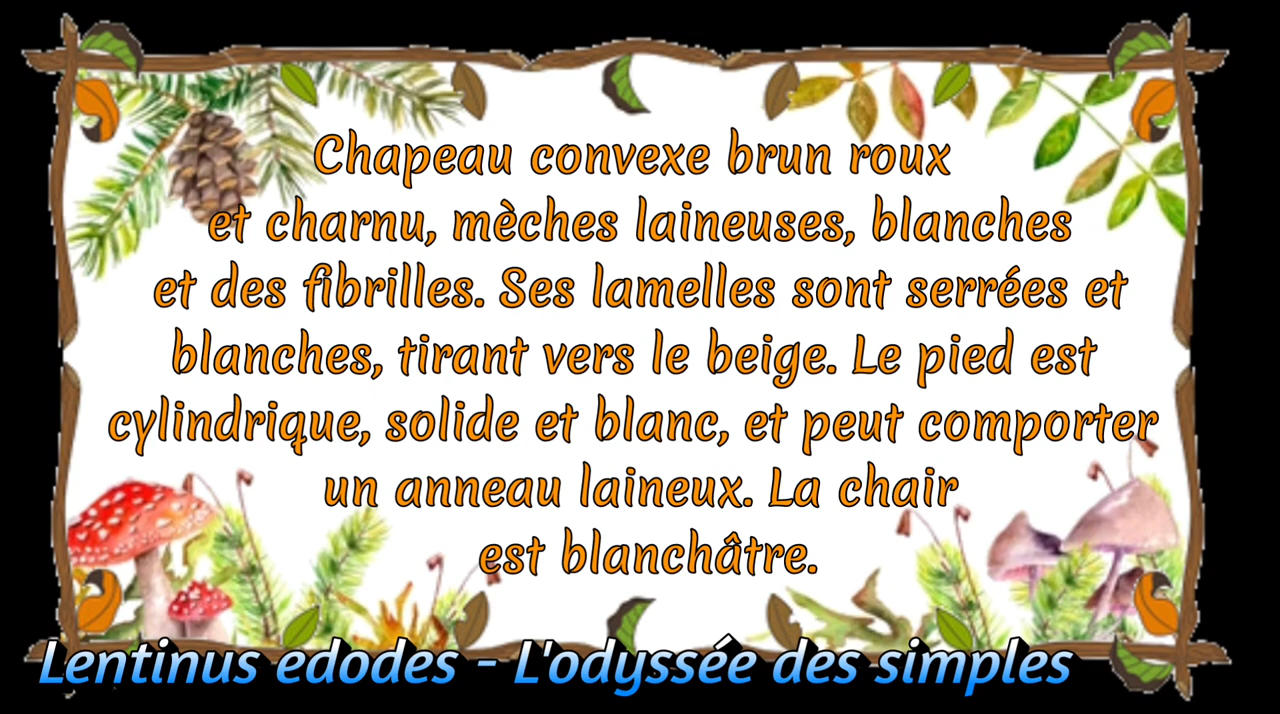 Chapeau convexe brun roux
et charnu, mèches laineuses, blanches
et des fibrilles. Ses lamelles sont serrées et
blanches, tirant vers le beige. Le pied est
cylindrique, solide et blanc, et peut comporter
un anneau laineux. La chair
est blanchâtre.
Lentinus edodes - L'odyssée des simples